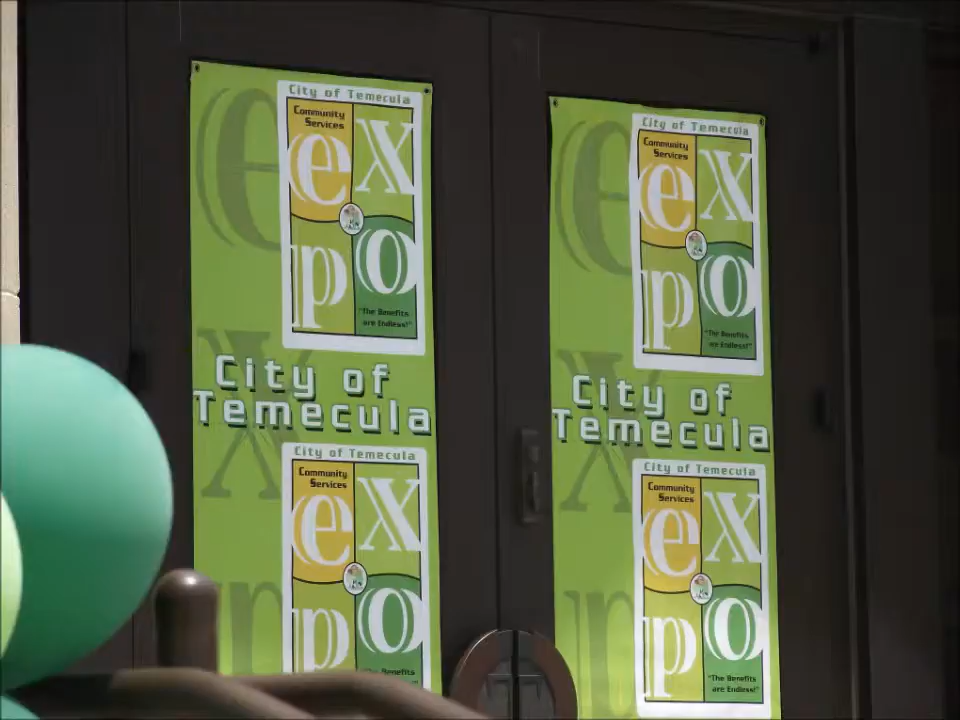 City of Temecula
Community
Services
ex
po
"The Benefits
are Endless!"
City of
Temecula
City of Temecula
Community
Services
ex
po
"The Benefits
e
x
p
City of Temecula
Community
Services
ex
po
"The Benefits
are Endless!"
City of
Temecula
City of Temecula
Community
Services
ex
po
"The Benefits
are Endless!"
e
x
p